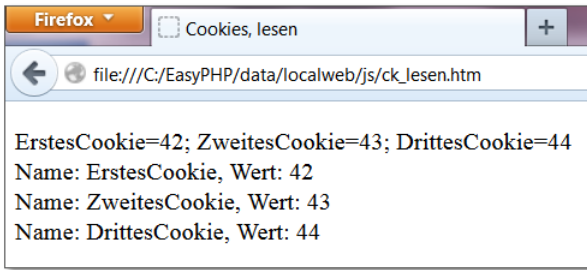 Firefox
Cookies, lesen
+
file:///C:/EasyPHP/data/localweb/js/ck_lesen.htm
ErstesCookie=42; ZweitesCookie=43; DrittesCookie=44
Name: ErstesCookie, Wert: 42
Name: ZweitesCookie, Wert: 43
Name: DrittesCookie, Wert: 44